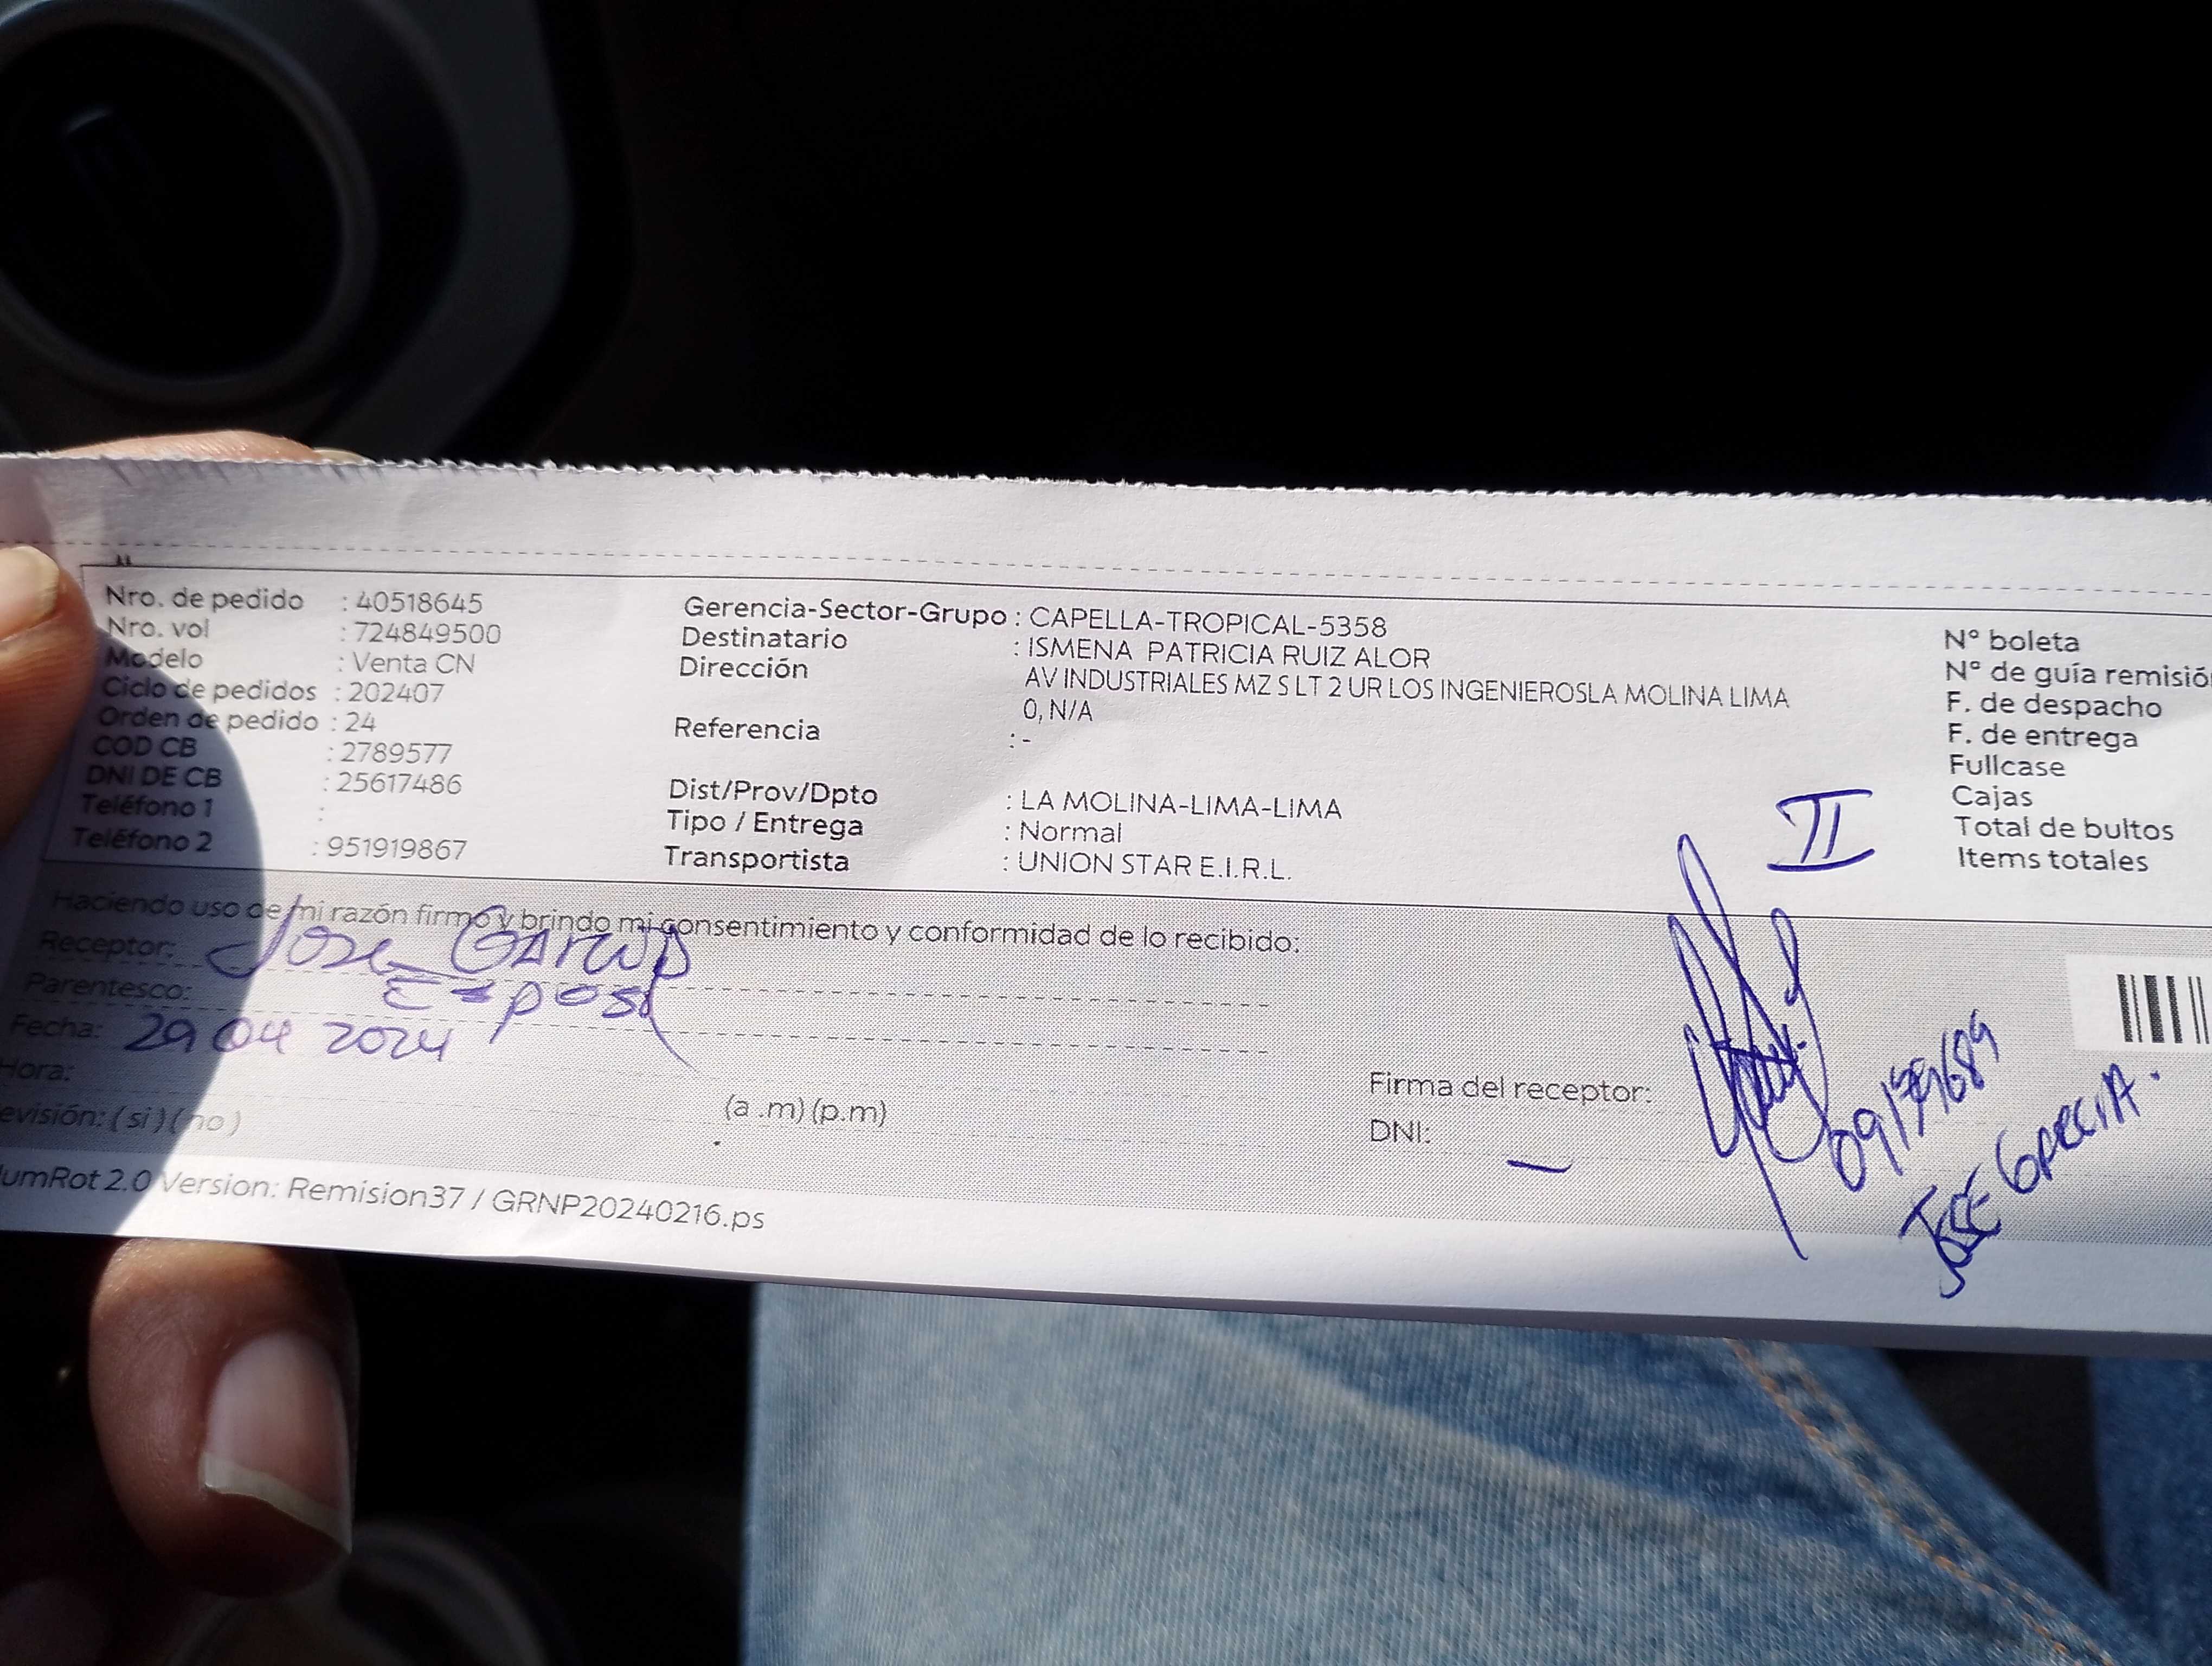 Nro. de pedido : 40518645
Nro. vol : 724849500
Modelo : Venta CN
Ciclo de pedidos : 202407
Orden de pedido : 24
COD CB : 2789577
DNI DE CB : 25617486
Teléfono 1 :
Teléfono 2 : 951919867
Gerencia-Sector-Grupo : CAPELLA-TROPICAL-5358
Destinatario : ISMENA PATRICIA RUIZ ALOR
Dirección AV INDUSTRIALES MZ S LT 2 UR LOS INGENIEROSLA MOLINA LIMA
0, N/A
Referencia : -
Dist/Prov/Dpto : LA MOLINA-LIMA-LIMA
Tipo / Entrega : Normal
Transportista : UNION STAR E.I.R.L.
N° boleta
N° de guía remisió
F. de despacho
F. de entrega
Fullcase
Cajas
Total de bultos
Items totales
II
Haciendo uso de mi razón firmo y brindo mi consentimiento y conformidad de lo recibido:
Receptor: Jose Garcia
Parentesco:
Fecha: 29 04 2024
Hora: (a .m) (p.m)
evisión: ( si ) ( no )
Firma del receptor:
DNI:
JOSE GARCIA.
umRot 2.0 Version: Remision37 / GRNP20240216.ps